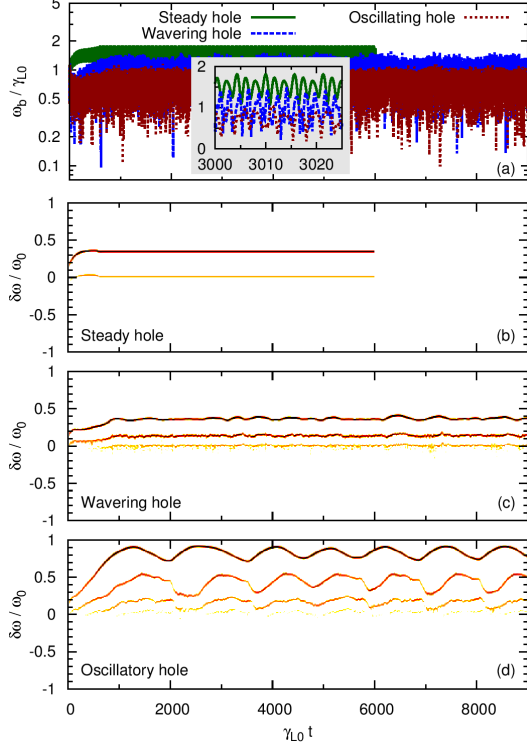 Steady hole
Wavering hole
Oscillating hole
ω_b / γ_L0
5
2
1
0.5
0.2
0.1
2
1
0
3000 3010 3020
(a)
δω / ω_0
1
0.5
0
-0.5
-1
Steady hole
(b)
δω / ω_0
1
0.5
0
-0.5
-1
Wavering hole
(c)
δω / ω_0
1
0.5
0
-0.5
-1
Oscillatory hole
(d)
0 2000 4000 6000 8000
γ_L0 t